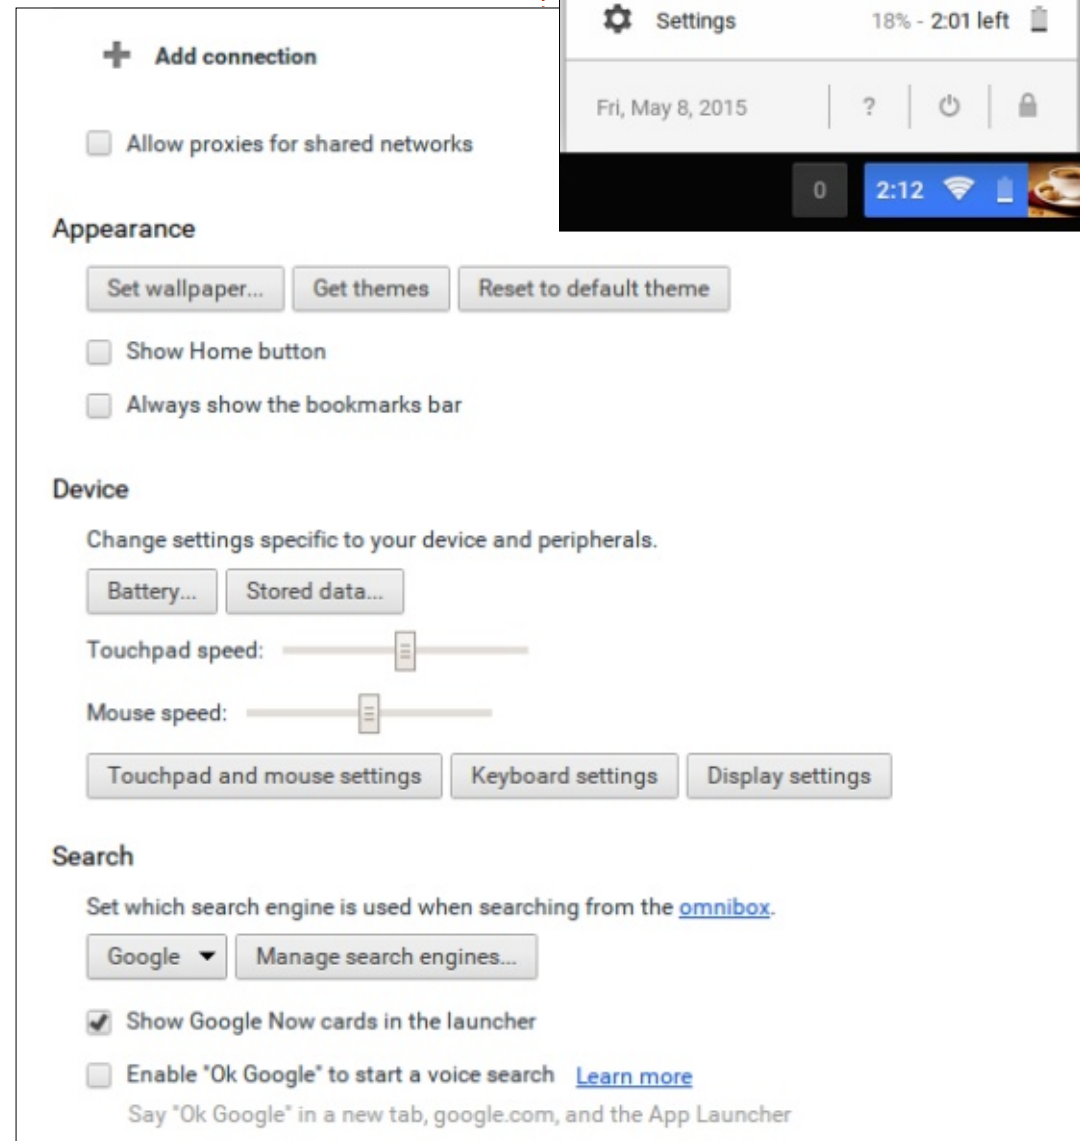 Settings 18% - 2:01 left
Fri, May 8, 2015 ?
0 2:12
Add connection
Allow proxies for shared networks
Appearance
Set wallpaper... Get themes Reset to default theme
Show Home button
Always show the bookmarks bar
Device
Change settings specific to your device and peripherals.
Battery... Stored data...
Touchpad speed:
Mouse speed:
Touchpad and mouse settings Keyboard settings Display settings
Search
Set which search engine is used when searching from the omnibox.
Google Manage search engines...
Show Google Now cards in the launcher
Enable "Ok Google" to start a voice search Learn more
Say "Ok Google" in a new tab, google.com, and the App Launcher